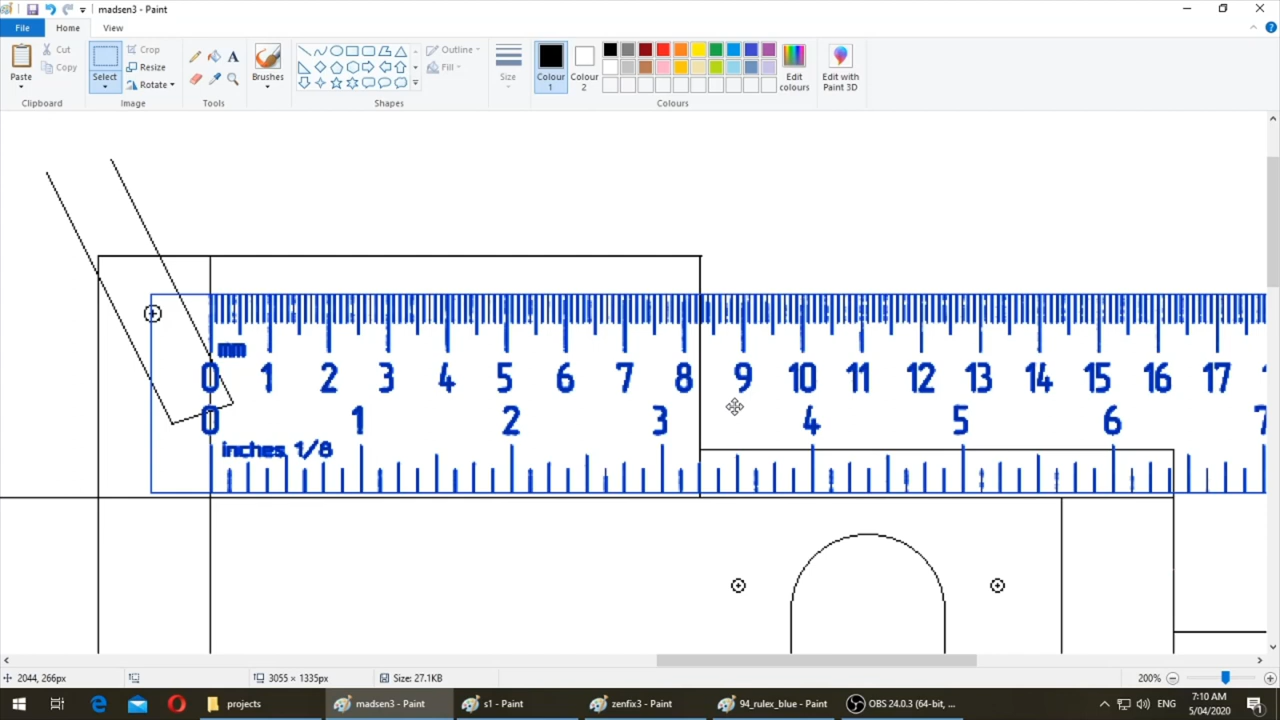 madsen3 - Paint
File Home View
Paste
Cut
Copy
Clipboard
Select
Crop
Resize
Rotate
Image
A
Tools
Brushes
Outline
Fill
Shapes
Size
Colour 1
Colour 2
Edit colours
Edit with Paint 3D
Colours
mm
0 1 2 3 4 5 6 7 8 9 10 11 12 13 14 15 16 17
0 1 2 3 4 5 6 7
inches 1/8
2044, 266px
3055 × 1335px
Size: 27.1KB
200%
projects
madsen3 - Paint
s1 - Paint
zenfix3 - Paint
94_rulex_blue - Paint
OBS 24.0.3 (64-bit, ...
ENG
7:10 AM
5/04/2020